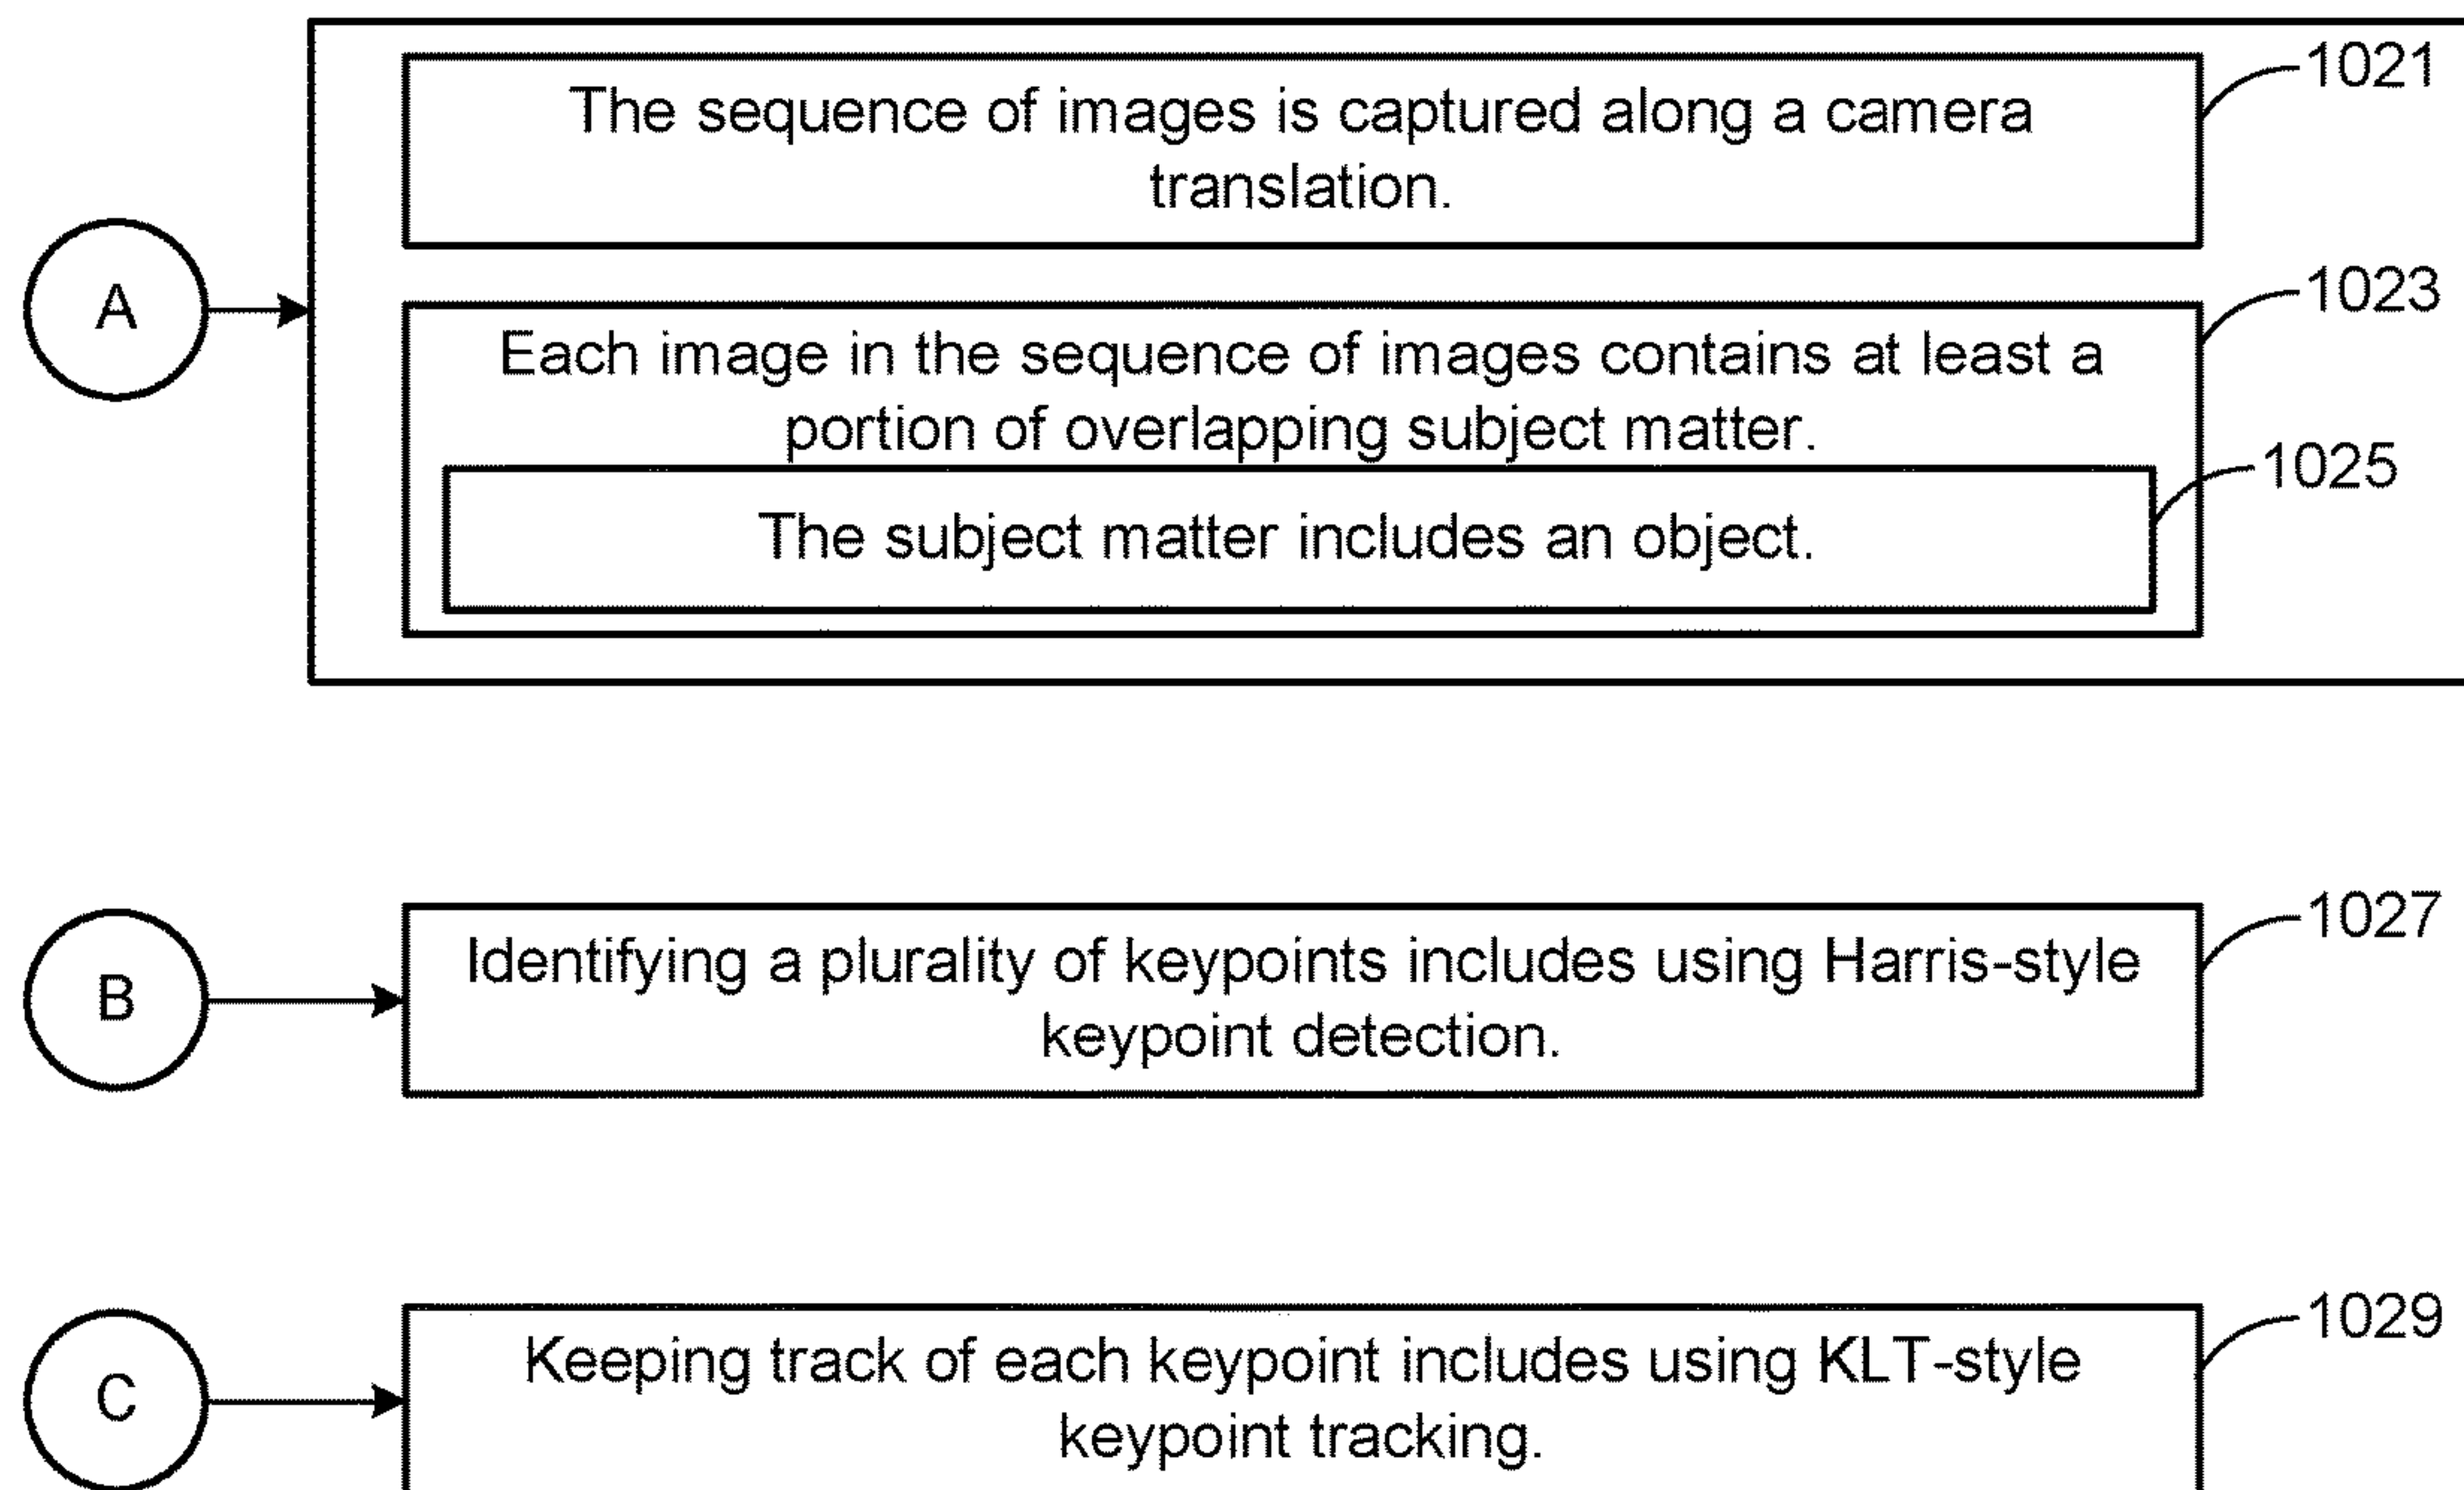 1021
The sequence of images is captured along a camera
translation.
A
1023
Each image in the sequence of images contains at least a
portion of overlapping subject matter.
1025
The subject matter includes an object.
1027
B
Identifying a plurality of keypoints includes using Harris-style
keypoint detection.
1029
C
Keeping track of each keypoint includes using KLT-style
keypoint tracking.